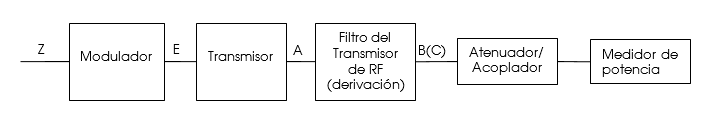 Z
Modulador
E
Transmisor
A
Filtro del
Transmisor
de RF
(derivación)
B(C)
Atenuador/
Acoplador
Medidor de
potencia